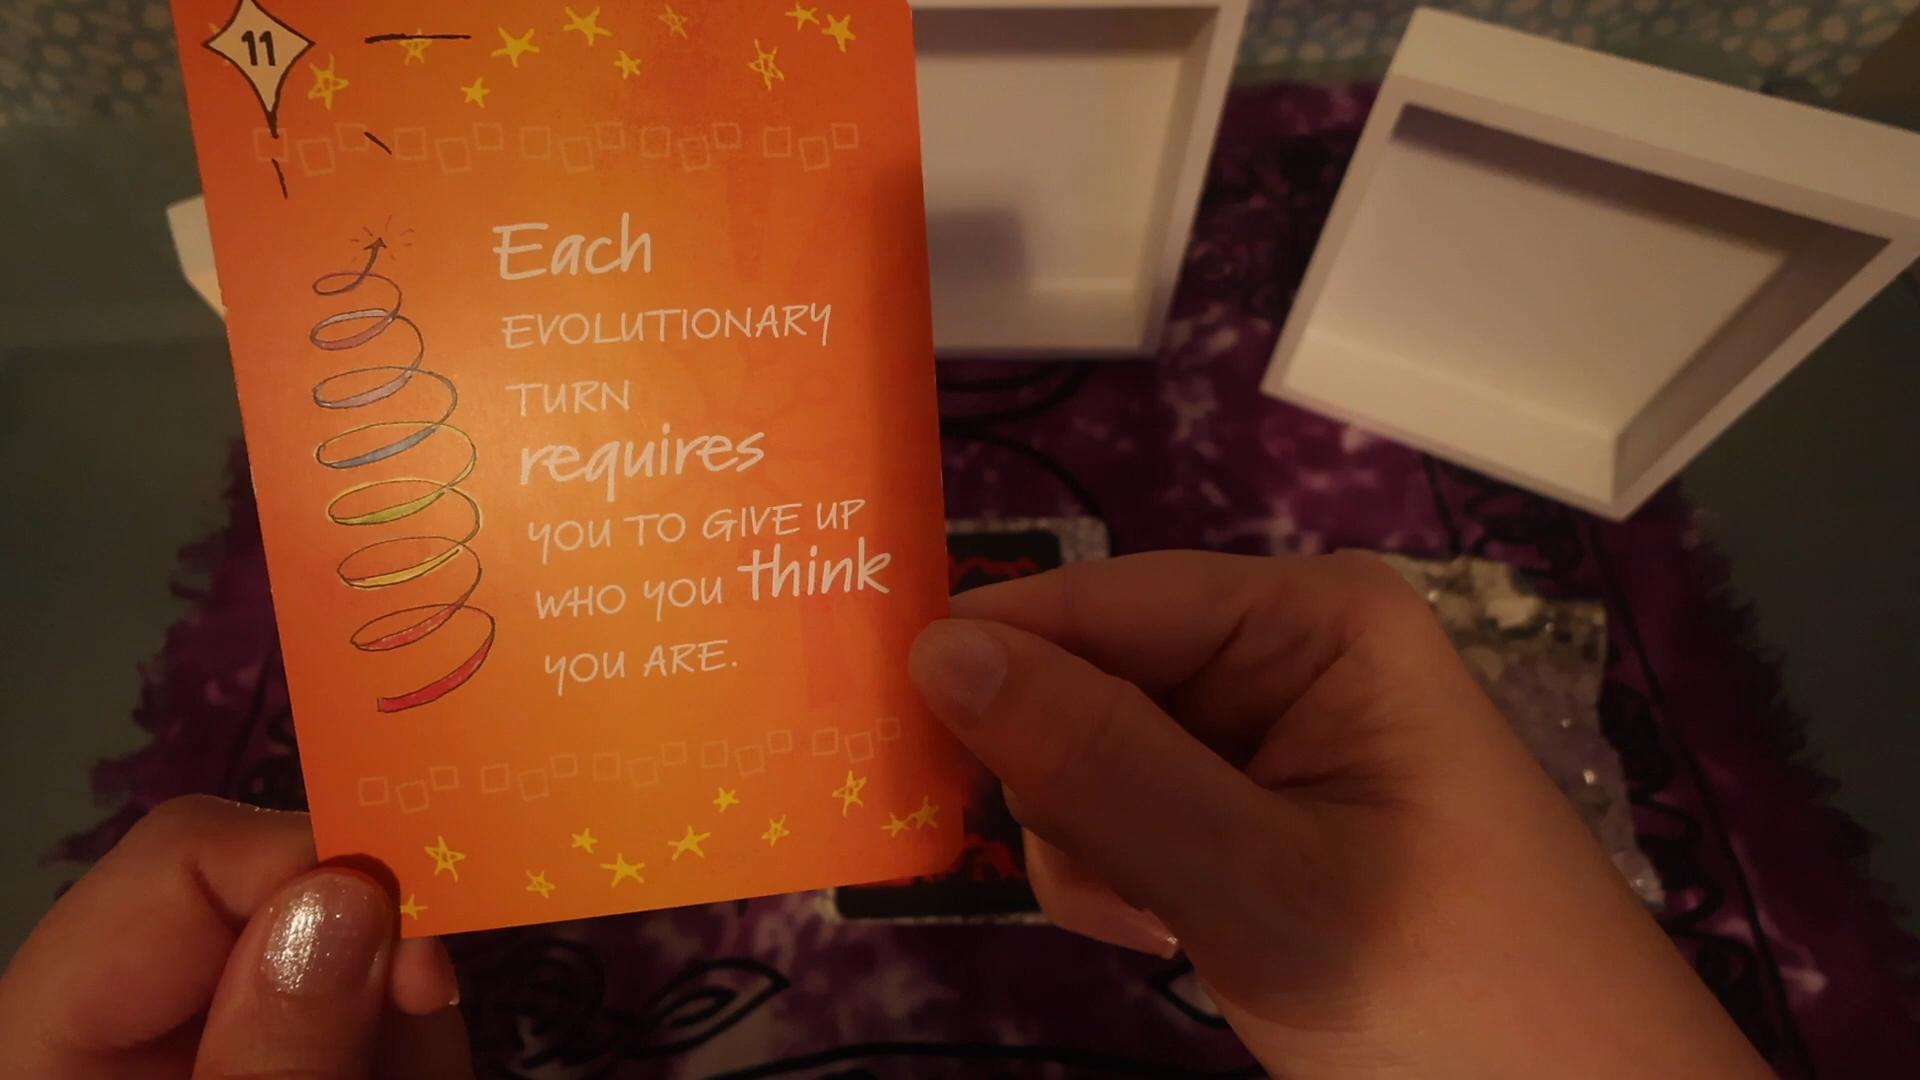 11
Each
EVOLUTIONARY
TURN
requires
YOU TO GIVE UP
WHO YOU think
YOU ARE.